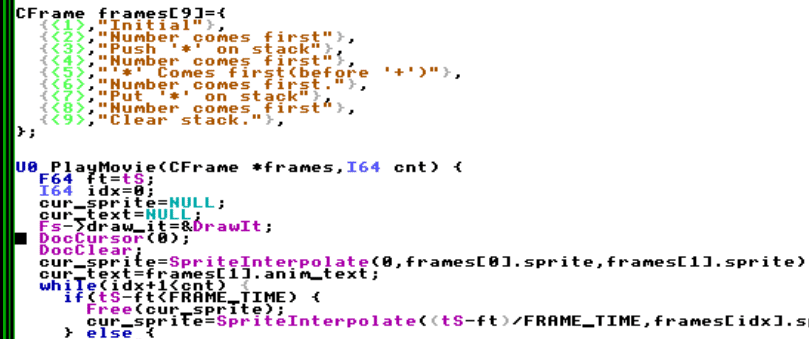 CFrame frames[9]={
{<1>,"Initial"},
{<2>,"Number comes first"},
{<3>,"Push '*' on stack"},
{<4>,"Number comes first"},
{<5>,"'*' Comes first(before '+')"},
{<6>,"Number comes first."},
{<7>,"Put '*' on stack"},
{<8>,"Number comes first"},
{<9>,"Clear stack."},
};
U0 PlayMovie(CFrame *frames,I64 cnt) {
F64 ft=tS;
I64 idx=0;
cur_sprite=NULL;
cur_text=NULL;
Fs->draw_it=&DrawIt;
DocCursor(0);
DocClear;
cur_sprite=SpriteInterpolate(0,frames[0].sprite,frames[1].sprite)
cur_text=frames[1].anim_text;
while(idx+1<cnt) {
if(tS-ft<FRAME_TIME) {
Free(cur_sprite);
cur_sprite=SpriteInterpolate((tS-ft)/FRAME_TIME,frames[idx].sp
} else {